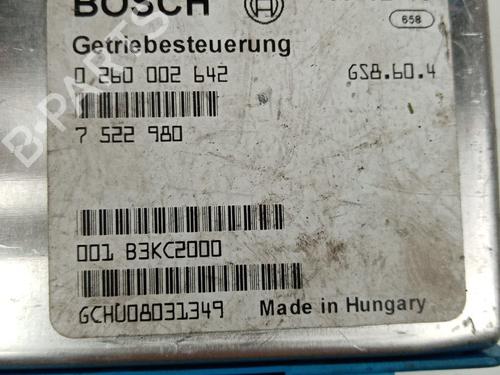 BOSCH
658
Getriebesteuerung
0 260 002 642 GS8.60.4
7 522 980
001 B3KC2000
GCHU08031349 Made in Hungary
B-PARTS